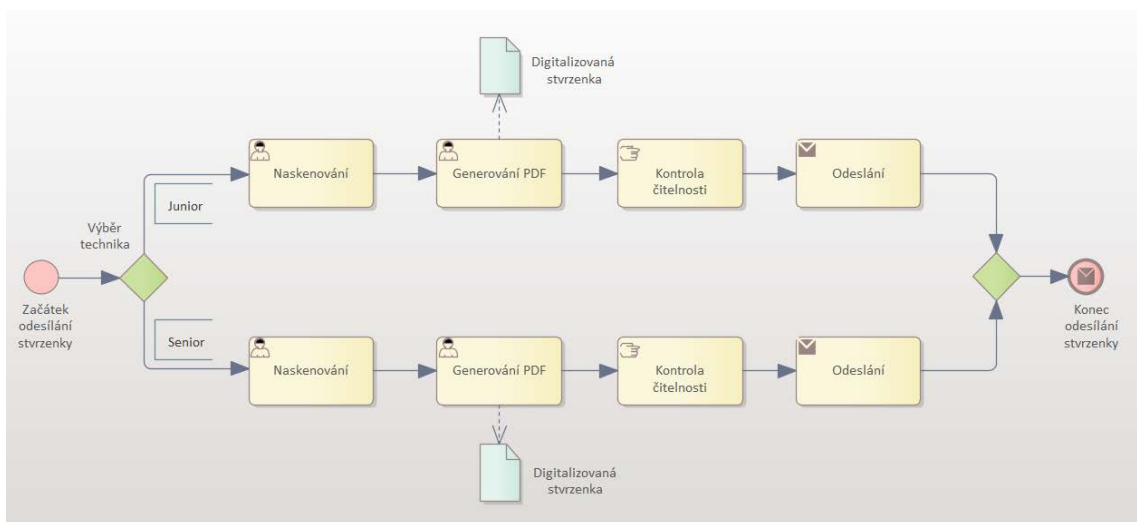 Digitalizovaná
stvrzenka
Naskenování
Generování PDF
Kontrola
čitelnosti
Odeslání
Junior
Výběr
technika
Začátek
odesílání
stvrzenky
Konec
odesílání
stvrzenky
Senior
Naskenování
Generování PDF
Kontrola
čitelnosti
Odeslání
Digitalizovaná
stvrzenka